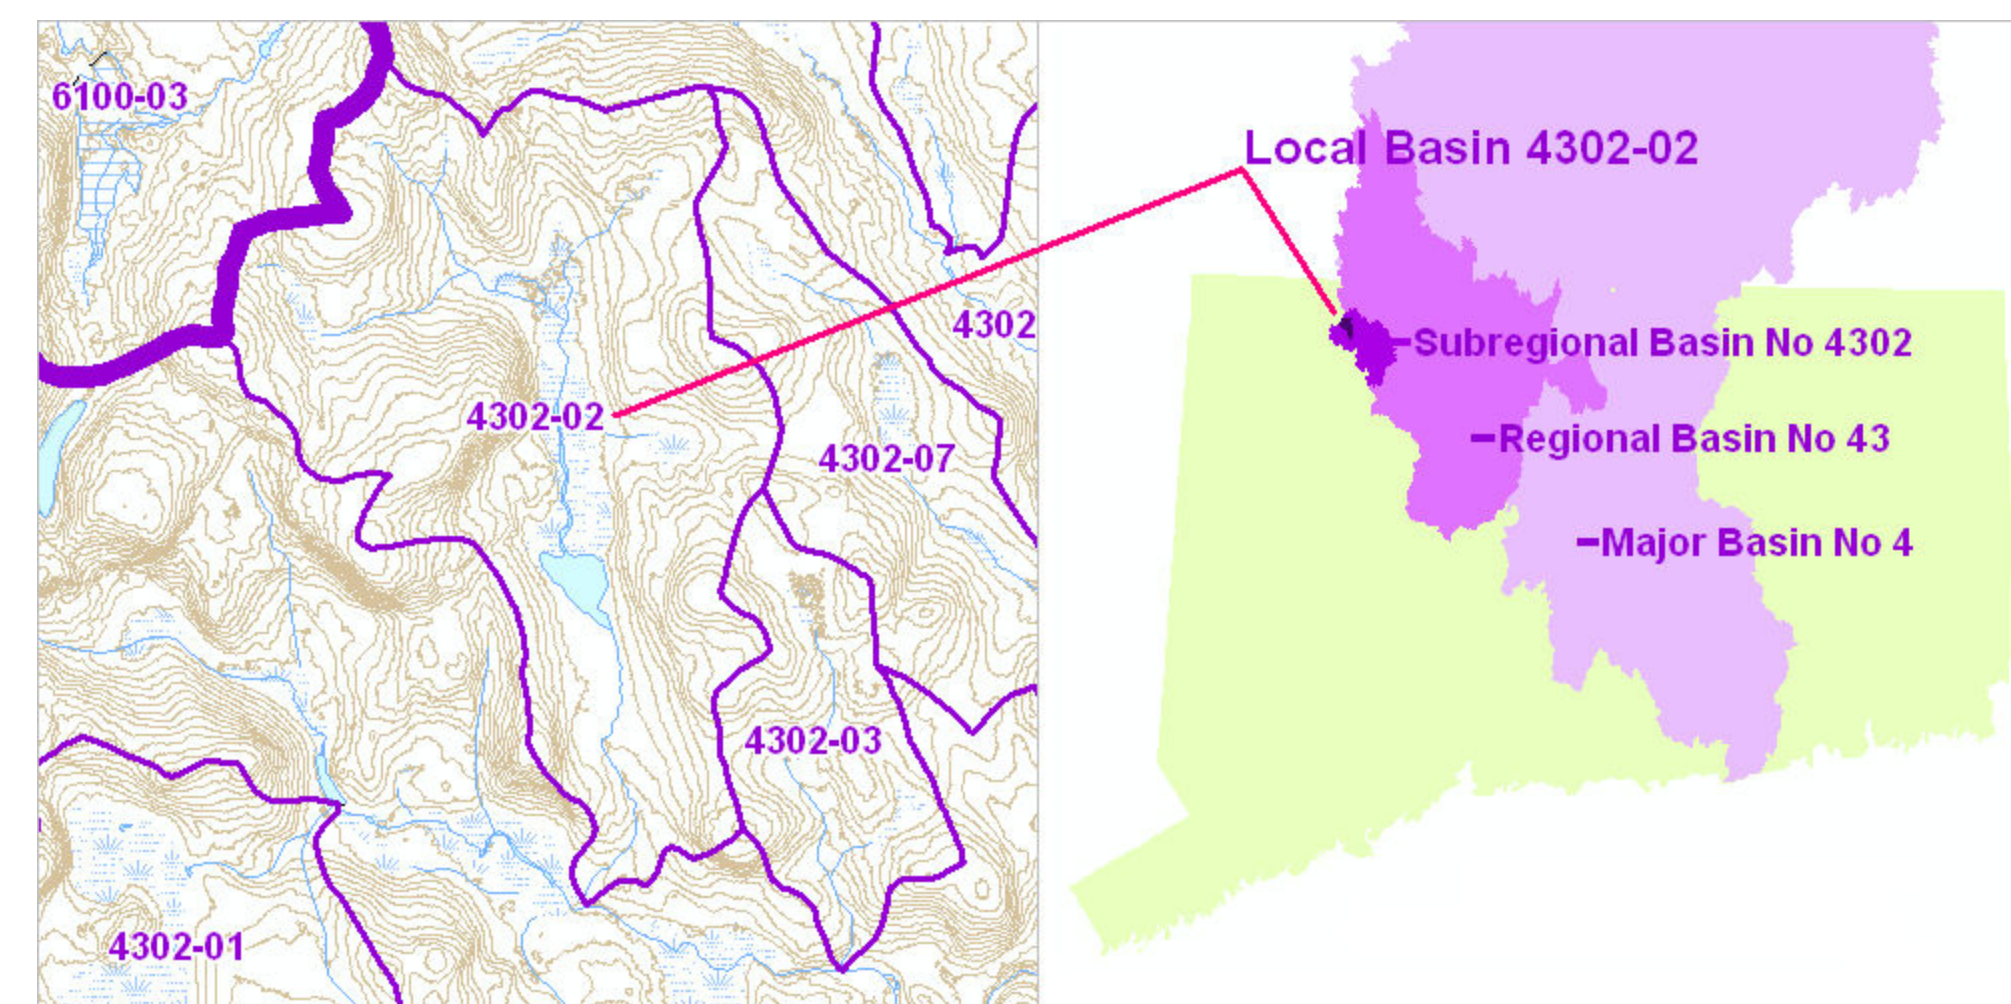 6100-03
4302
4302-02
4302-07
4302-03
4302-01
Local Basin 4302-02
Subregional Basin No 4302
Regional Basin No 43
Major Basin No 4